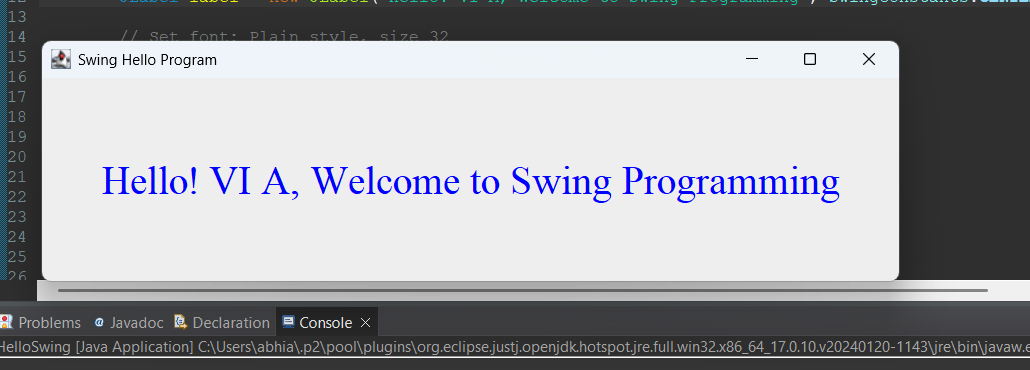 13
14 // Set font: Plain style, size 32
15
Swing Hello Program
16
17
18
19
20
Hello! VI A, Welcome to Swing Programming
21
22
23
24
25
26
Problems @ Javadoc Declaration Console
HelloSwing [Java Application] C:\Users\abhia\.p2\pool\plugins\org.eclipse.justj.openjdk.hotspot.jre.full.win32.x86_64_17.0.10.v20240120-1143\jre\bin\javaw.e